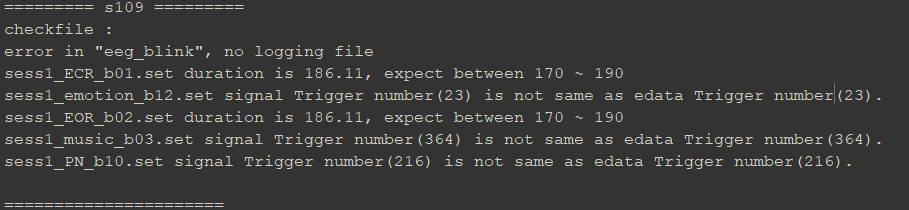 ========= s109 =========
checkfile :
error in "eeg_blink", no logging file
sess1_ECR_b01.set duration is 186.11, expect between 170 ~ 190
sess1_emotion_b12.set signal Trigger number(23) is not same as edata Trigger number(23).
sess1_EOR_b02.set duration is 186.11, expect between 170 ~ 190
sess1_music_b03.set signal Trigger number(364) is not same as edata Trigger number(364).
sess1_PN_b10.set signal Trigger number(216) is not same as edata Trigger number(216).
======================